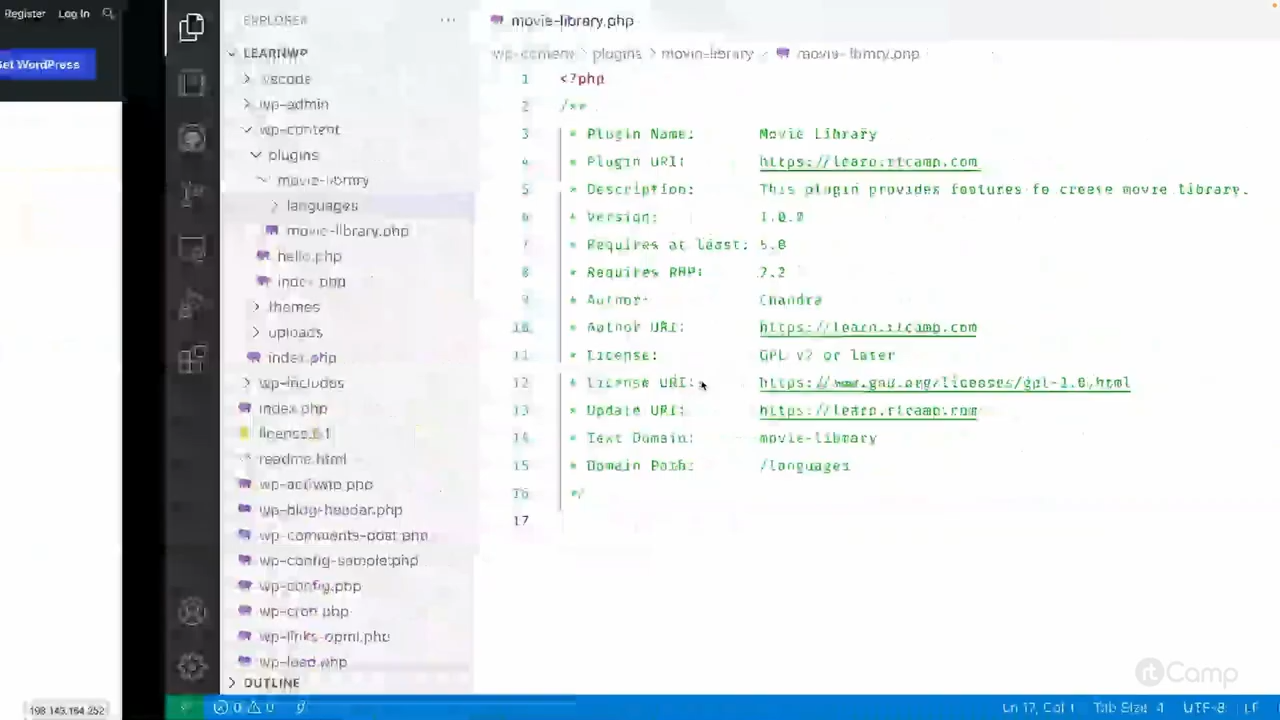 Register Log In
Get WordPress
198.143.164.252
EXPLORER ...
LEARNWP
.vscode
wp-admin
wp-content
plugins
movie-library
languages
movie-library.php
hello.php
index.php
themes
uploads
index.php
wp-includes
index.php
license.txt
readme.html
wp-activate.php
wp-blog-header.php
wp-comments-post.php
wp-config-sample.php
wp-config.php
wp-cron.php
wp-links-opml.php
wp-load.php
OUTLINE
movie-library.php
wp-content > plugins > movie-library > movie-library.php
1 <?php
2 /**
3 * Plugin Name: Movie Library
4 * Plugin URI: https://learn.rtcamp.com
5 * Description: This plugin provides features to create movie library.
6 * Version: 1.0.0
7 * Requires at least: 5.0
8 * Requires PHP: 7.2
9 * Author: Chandra
10 * Author URI: https://learn.rtcamp.com
11 * License: GPL v2 or later
12 * License URI: https://www.gnu.org/licenses/gpl-2.0.html
13 * Update URI: https://learn.rtcamp.com
14 * Text Domain: movie-library
15 * Domain Path: /languages
16 */
17
rtCamp
0 0 Ln 17, Col 1 Tab Size: 4 UTF-8 LF